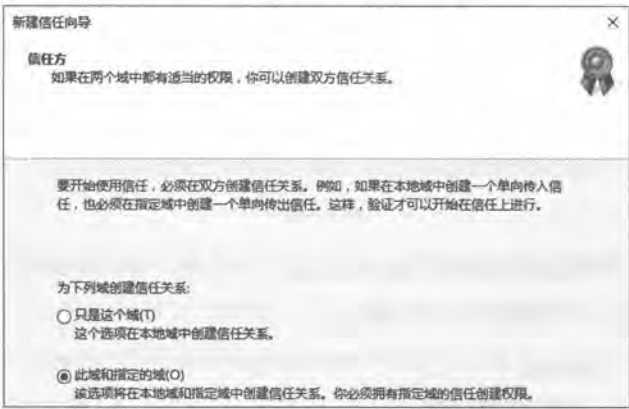 新建信任向导
信任方
如果在两个域中都有适当的权限，你可以创建双方信任关系。
要开始使用信任，必须在双方创建信任关系。例如，如果在本地域中创建一个单向传入信
任，也必须在指定域中创建一个单向传出信任。这样，验证才可以开始在信任上进行。
为下列域创建信任关系:
只是这个域(T)
这个选项在本地域中创建信任关系。
此域和指定的域(O)
该选项将在本地域和指定域中创建信任关系。你必须拥有指定域的信任创建权限。